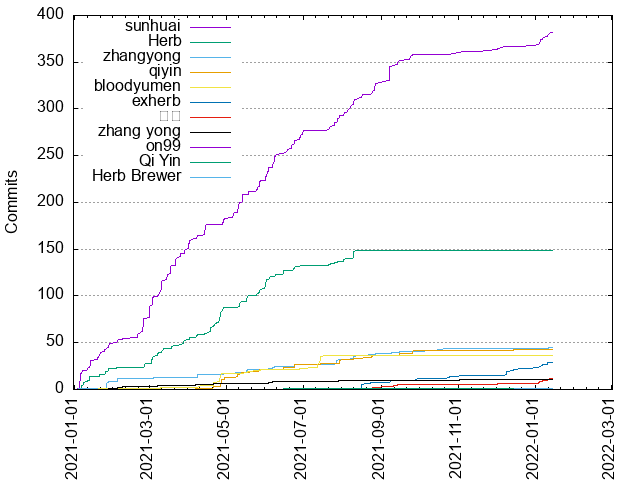 400
350
300
250
200
150
100
50
0
Commits
sunhuai
Herb
zhangyong
qiyin
bloodyumen
exherb
zhang yong
on99
Qi Yin
Herb Brewer
2021-01-01
2021-03-01
2021-05-01
2021-07-01
2021-09-01
2021-11-01
2022-01-01
2022-03-01